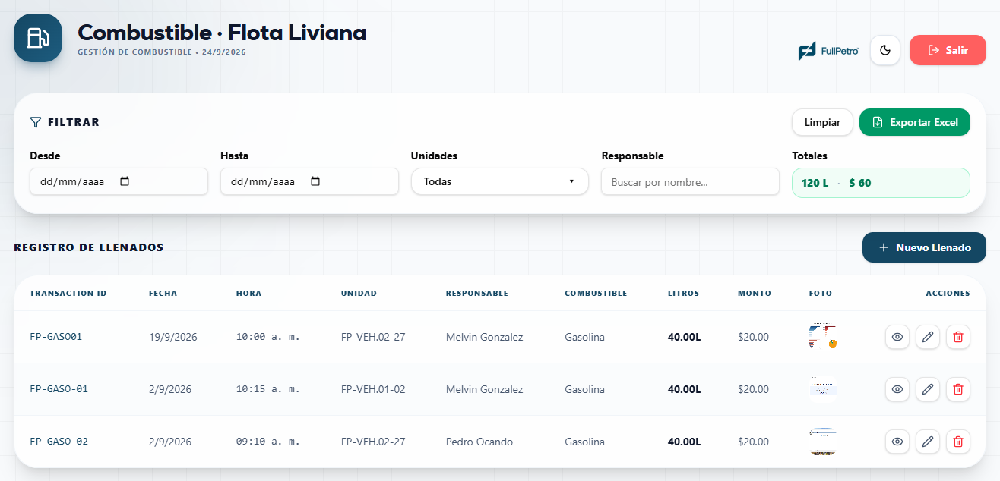 Combustible · Flota Liviana
GESTIÓN DE COMBUSTIBLE • 24/9/2026
FullPetro
Salir
FILTRAR
Limpiar
Exportar Excel
Desde
Hasta
Unidades
Responsable
Totales
dd/mm/aaaa
dd/mm/aaaa
Todas
Buscar por nombre...
120 L · $ 60
REGISTRO DE LLENADOS
+ Nuevo Llenado
TRANSACTION ID FECHA HORA UNIDAD RESPONSABLE COMBUSTIBLE LITROS MONTO FOTO ACCIONES
FP-GASO01 19/9/2026 10:00 a. m. FP-VEH.02-27 Melvin Gonzalez Gasolina 40.00L $20.00
FP-GASO-01 2/9/2026 10:15 a. m. FP-VEH.01-02 Melvin Gonzalez Gasolina 40.00L $20.00
FP-GASO-02 2/9/2026 09:10 a. m. FP-VEH.02-27 Pedro Ocando Gasolina 40.00L $20.00